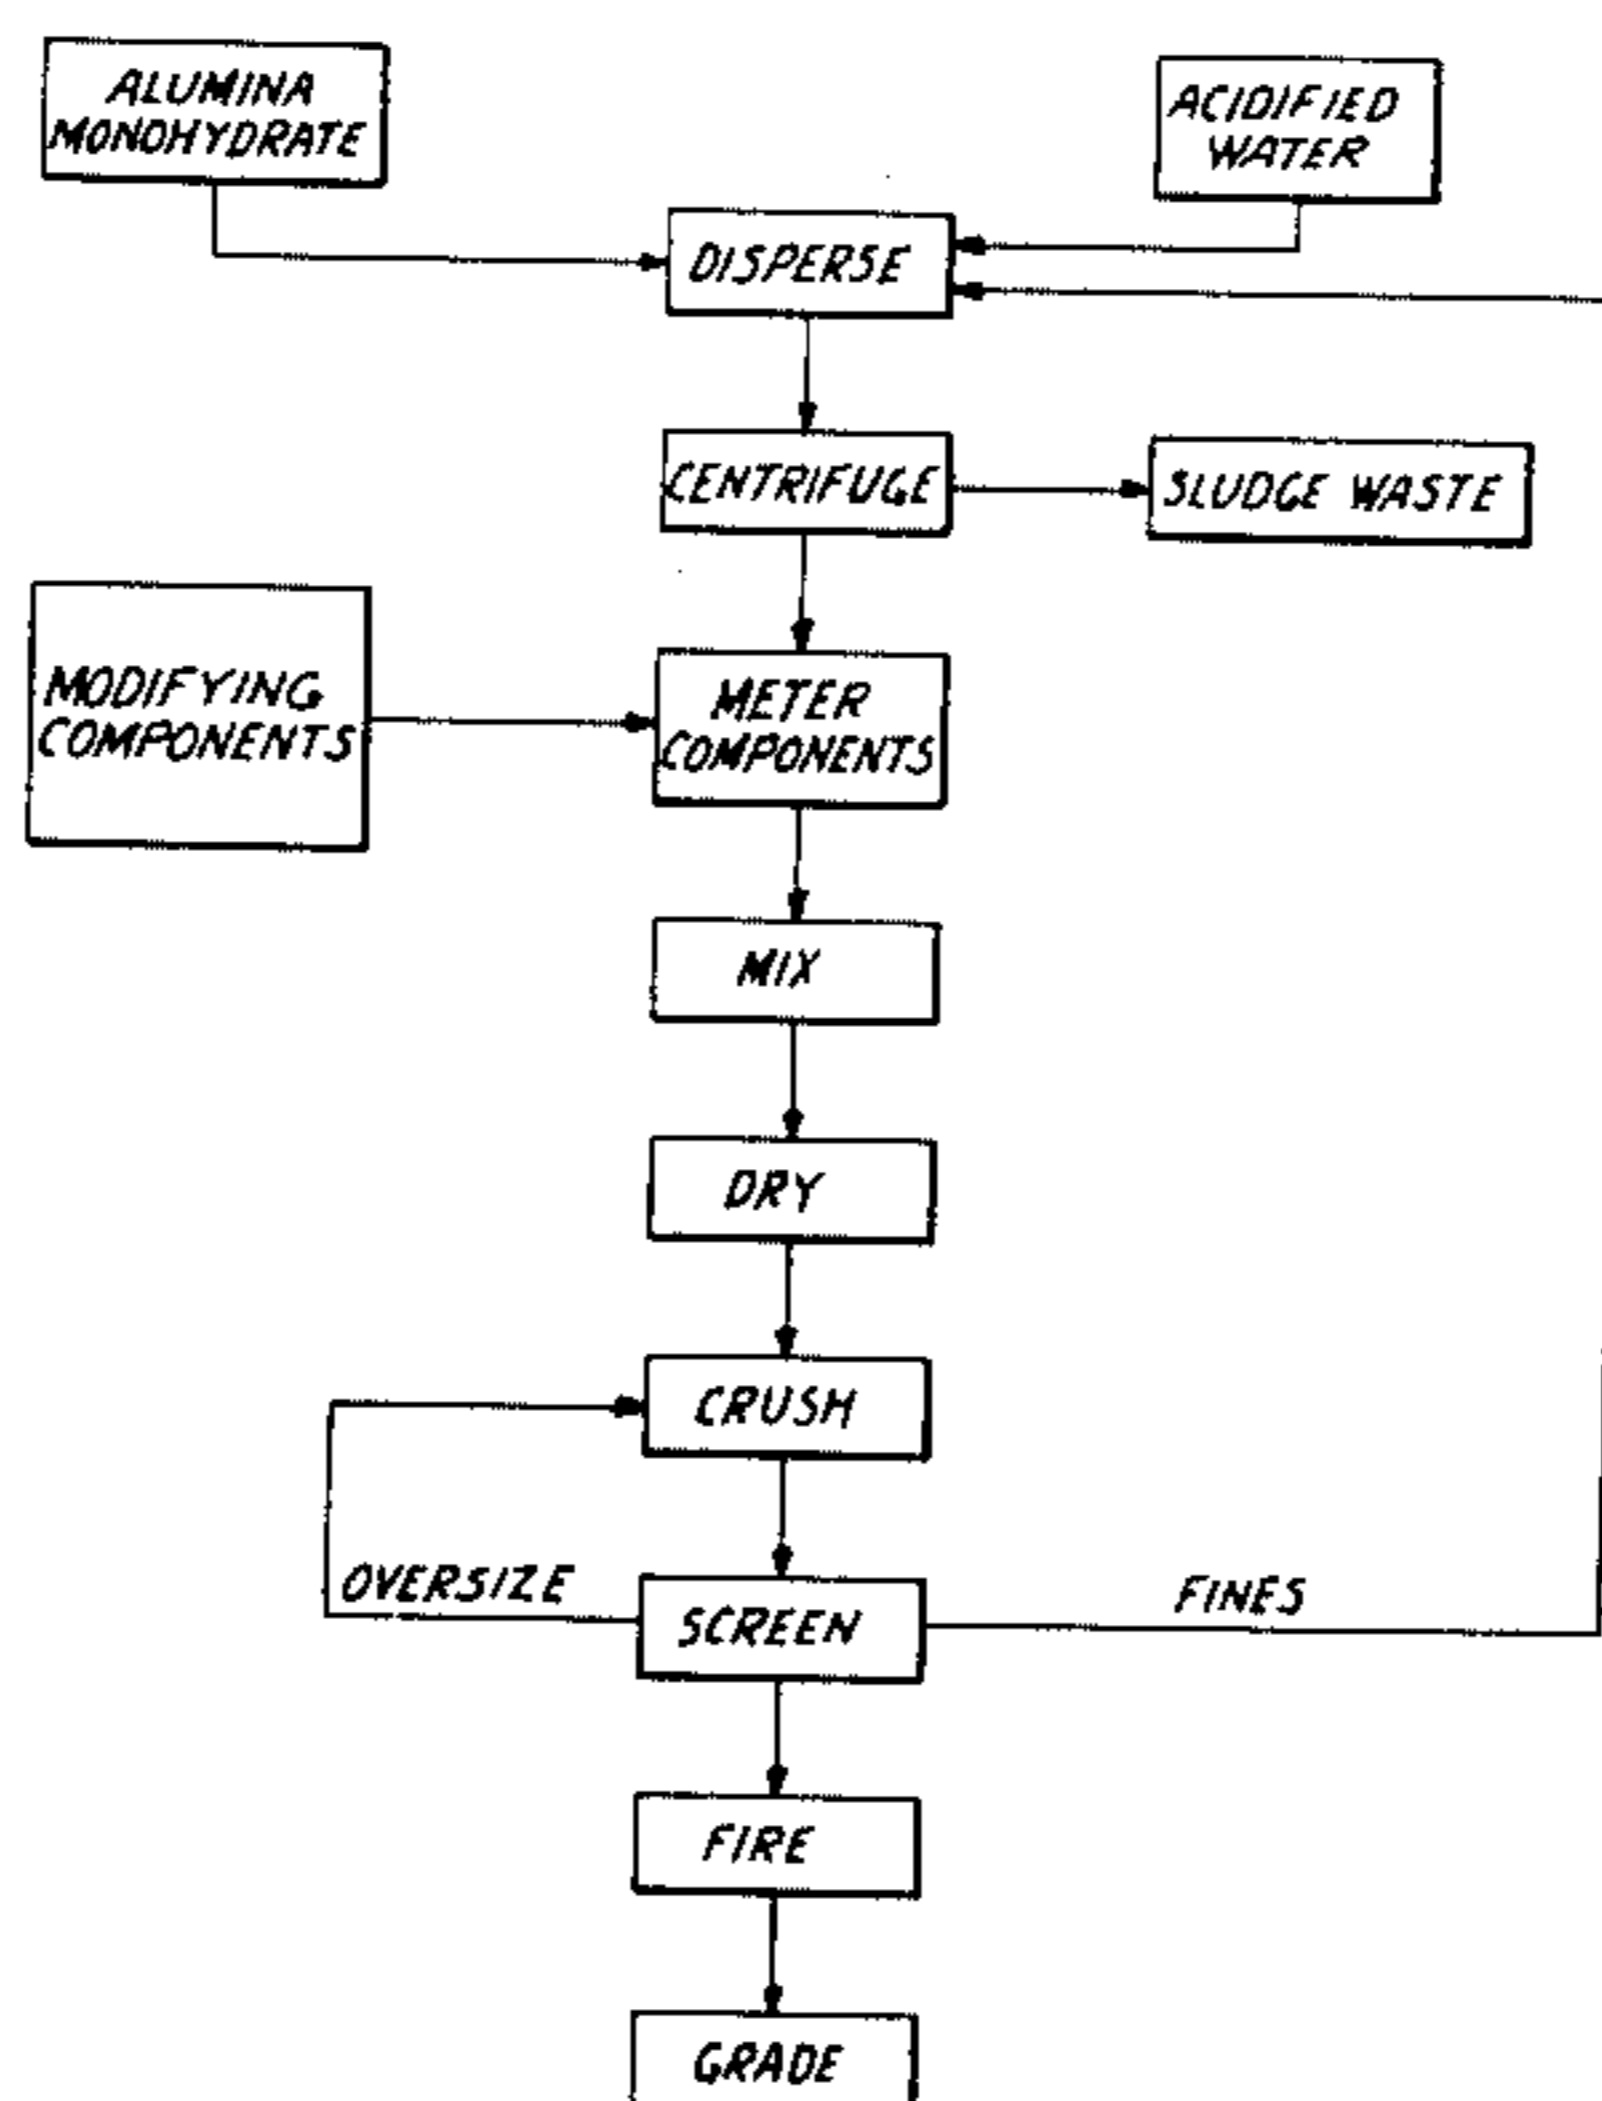 ALUMINA
MONOHYDRATE
ACIDIFIED
WATER
DISPERSE
CENTRIFUGE
SLUDGE WASTE
MODIFYING
COMPONENTS
METER
COMPONENTS
MIX
DRY
CRUSH
OVERSIZE
SCREEN
FINES
FIRE
GRADE